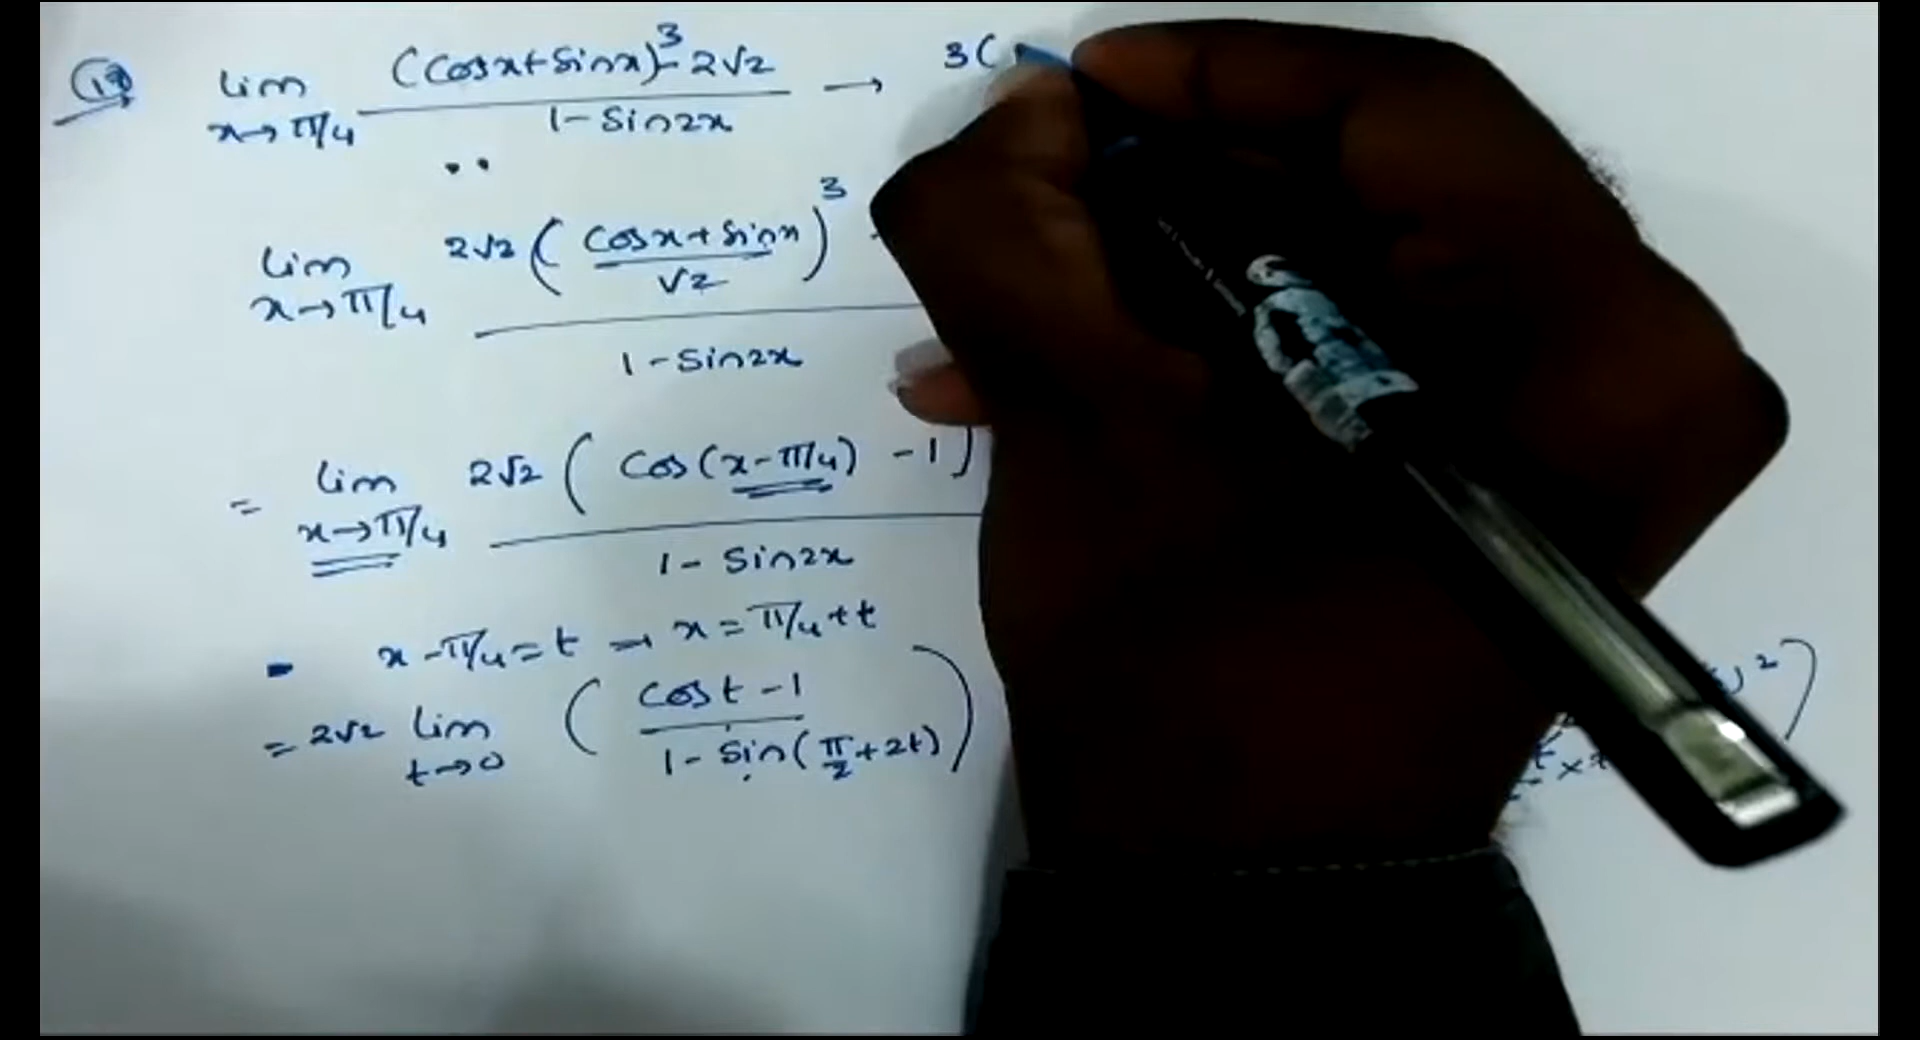 (19) lim x→π/4 (Cosx+Sinx)³-2√2 / 1-Sin2x → 3(
lim x→π/4 2√2 (Cosx+Sinx / √2)³ / 1-Sin2x
= lim x→π/4 2√2 (Cos(x-π/4) -1) / 1-Sin2x
- x-π/4=t → x=π/4+t
= 2√2 lim t→0 (Cost-1 / 1-Sin(π/2+2t))